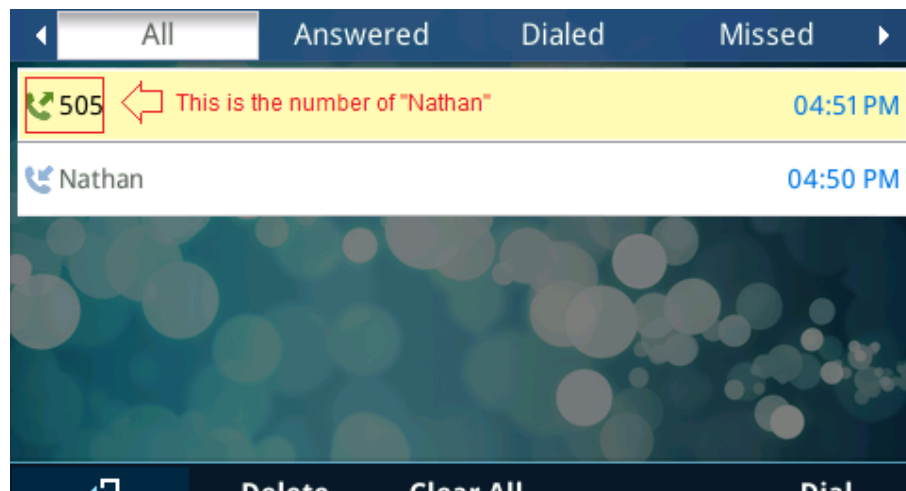 All Answered Dialed Missed
505 This is the number of "Nathan" 04:51 PM
Nathan 04:50 PM
Delete Clear All Dial